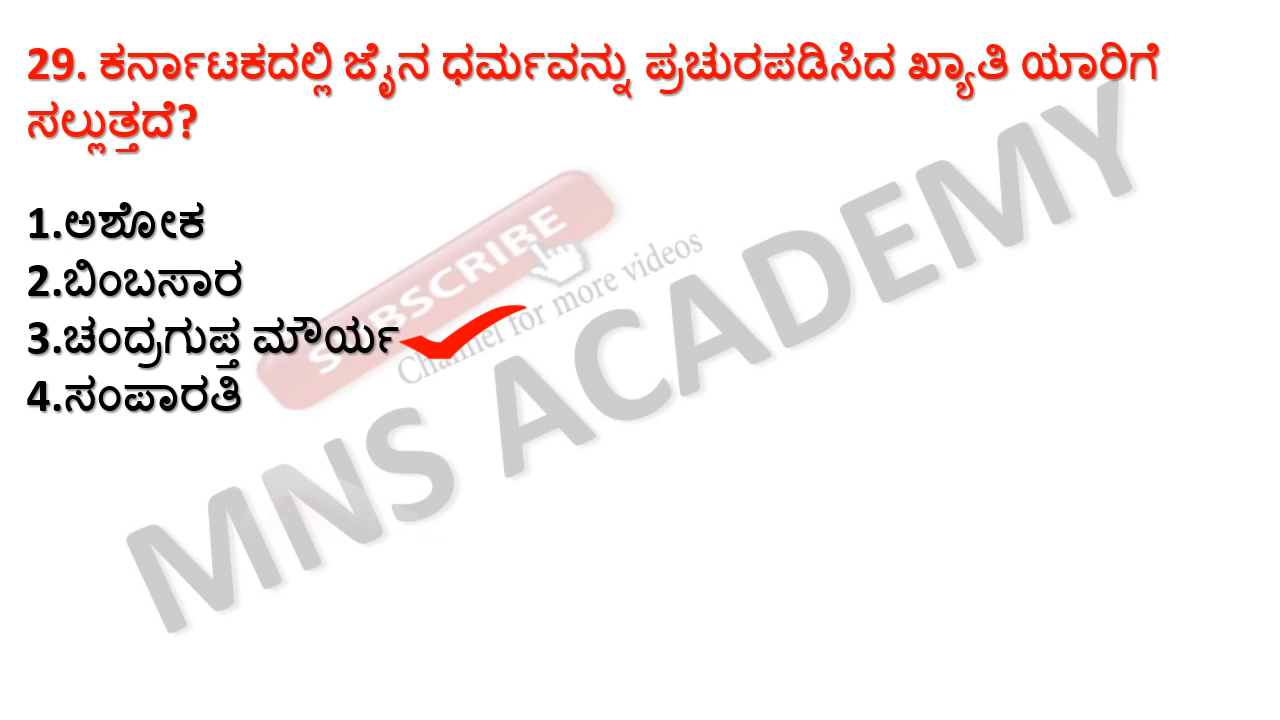 29. ಕರ್ನಾಟಕದಲ್ಲಿ ಜೈನ ಧರ್ಮವನ್ನು ಪ್ರಚುರಪಡಿಸಿದ ಖ್ಯಾತಿ ಯಾರಿಗೆ
ಸಲ್ಲುತ್ತದೆ?
1.ಅಶೋಕ
2.ಬಿಂಬಸಾರ
3.ಚಂದ್ರಗುಪ್ತ ಮೌರ್ಯ
4.ಸಂಪಾರತಿ
SUBSCRIBE
Channel for more videos
MNS ACADEMY